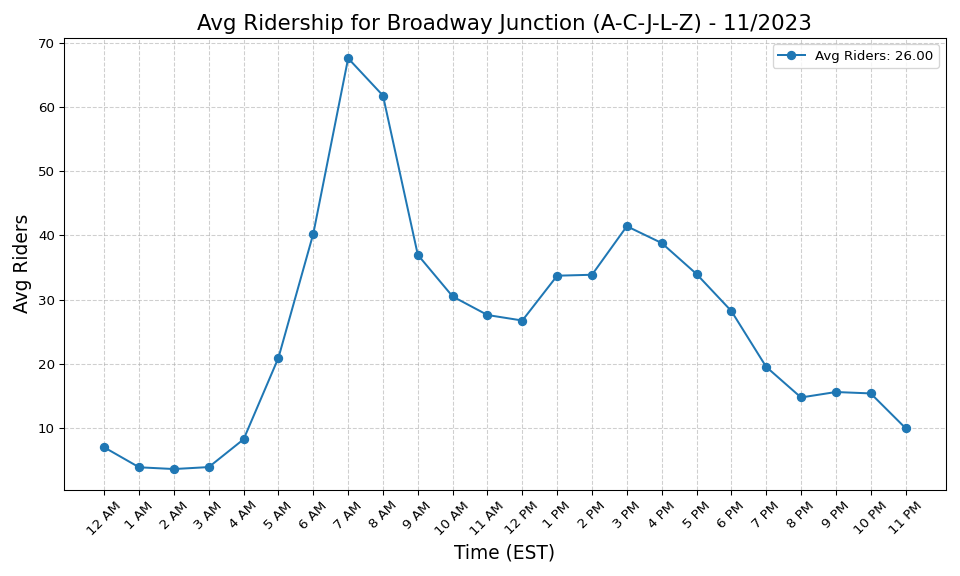 Avg Ridership for Broadway Junction (A-C-J-L-Z) - 11/2023
Avg Riders: 26.00
Avg Riders
70
60
50
40
30
20
10
12 AM
1 AM
2 AM
3 AM
4 AM
5 AM
6 AM
7 AM
8 AM
9 AM
10 AM
11 AM
12 PM
1 PM
2 PM
3 PM
4 PM
5 PM
6 PM
7 PM
8 PM
9 PM
10 PM
11 PM
Time (EST)